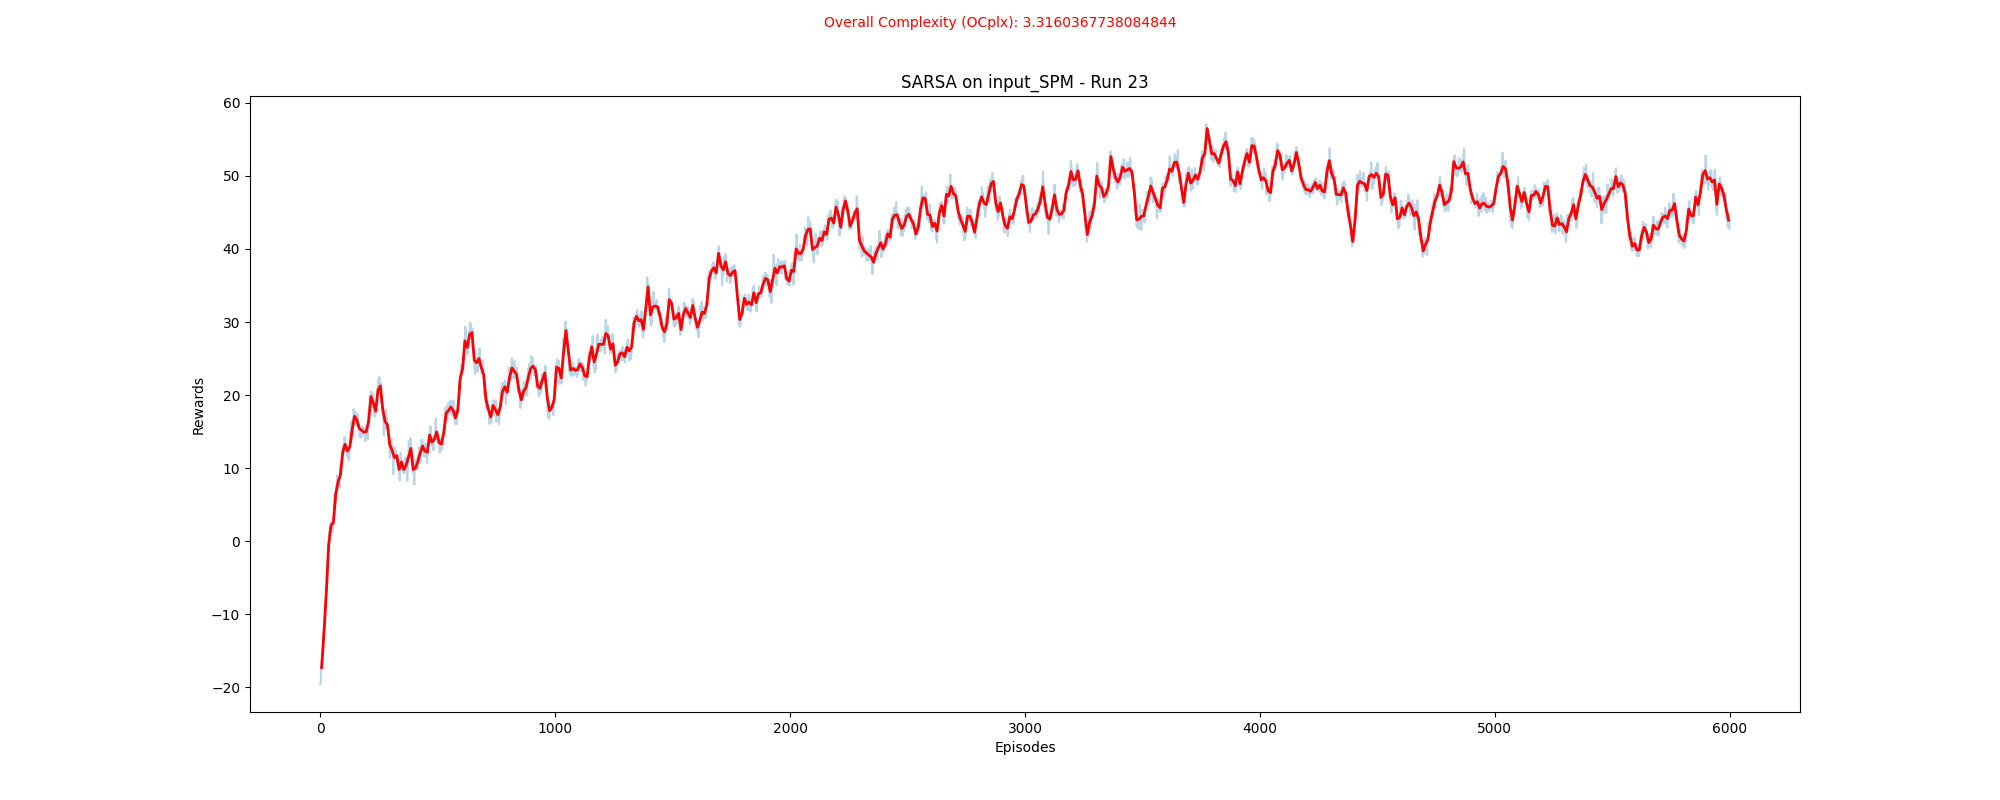 Overall Complexity (OCplx): 3.3160367738084844
SARSA on input_SPM - Run 23
60
50
40
30
20
10
0
−10
−20
Rewards
0 1000 2000 3000 4000 5000 6000
Episodes